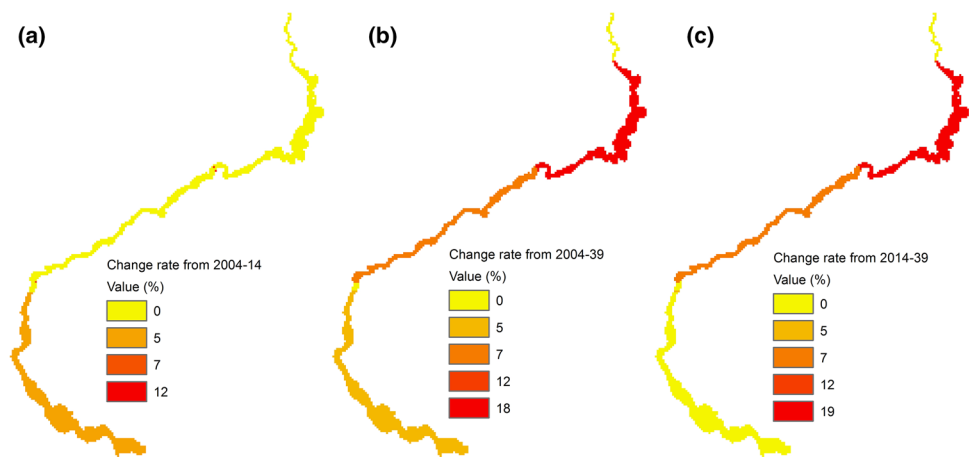 (a)
Change rate from 2004-14
Value (%)
0
5
7
12
(b)
Change rate from 2004-39
Value (%)
0
5
7
12
18
(c)
Change rate from 2014-39
Value (%)
0
5
7
12
19